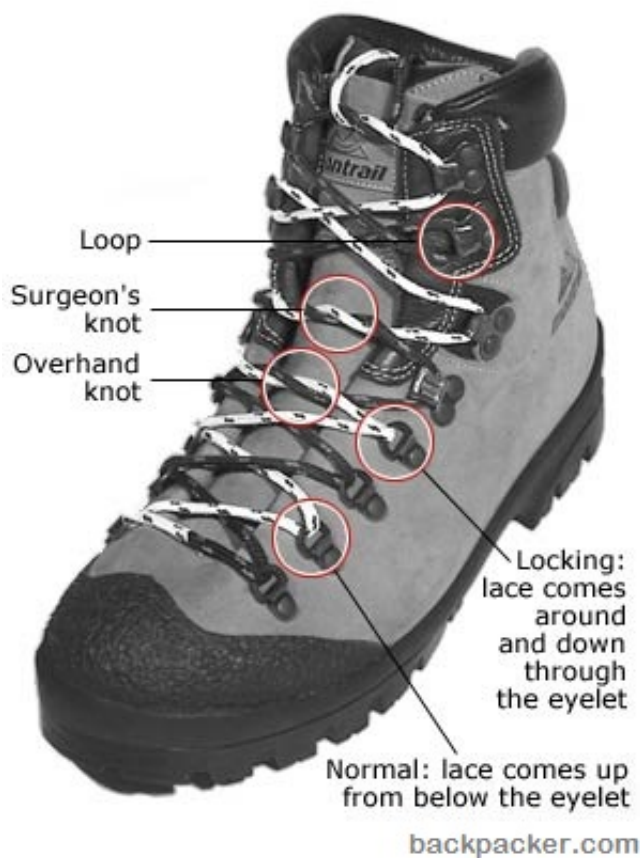 ontrail
Loop
Surgeon's
knot
Overhand
knot
Locking:
lace comes
around
and down
through
the eyelet
Normal: lace comes up
from below the eyelet
backpacker.com